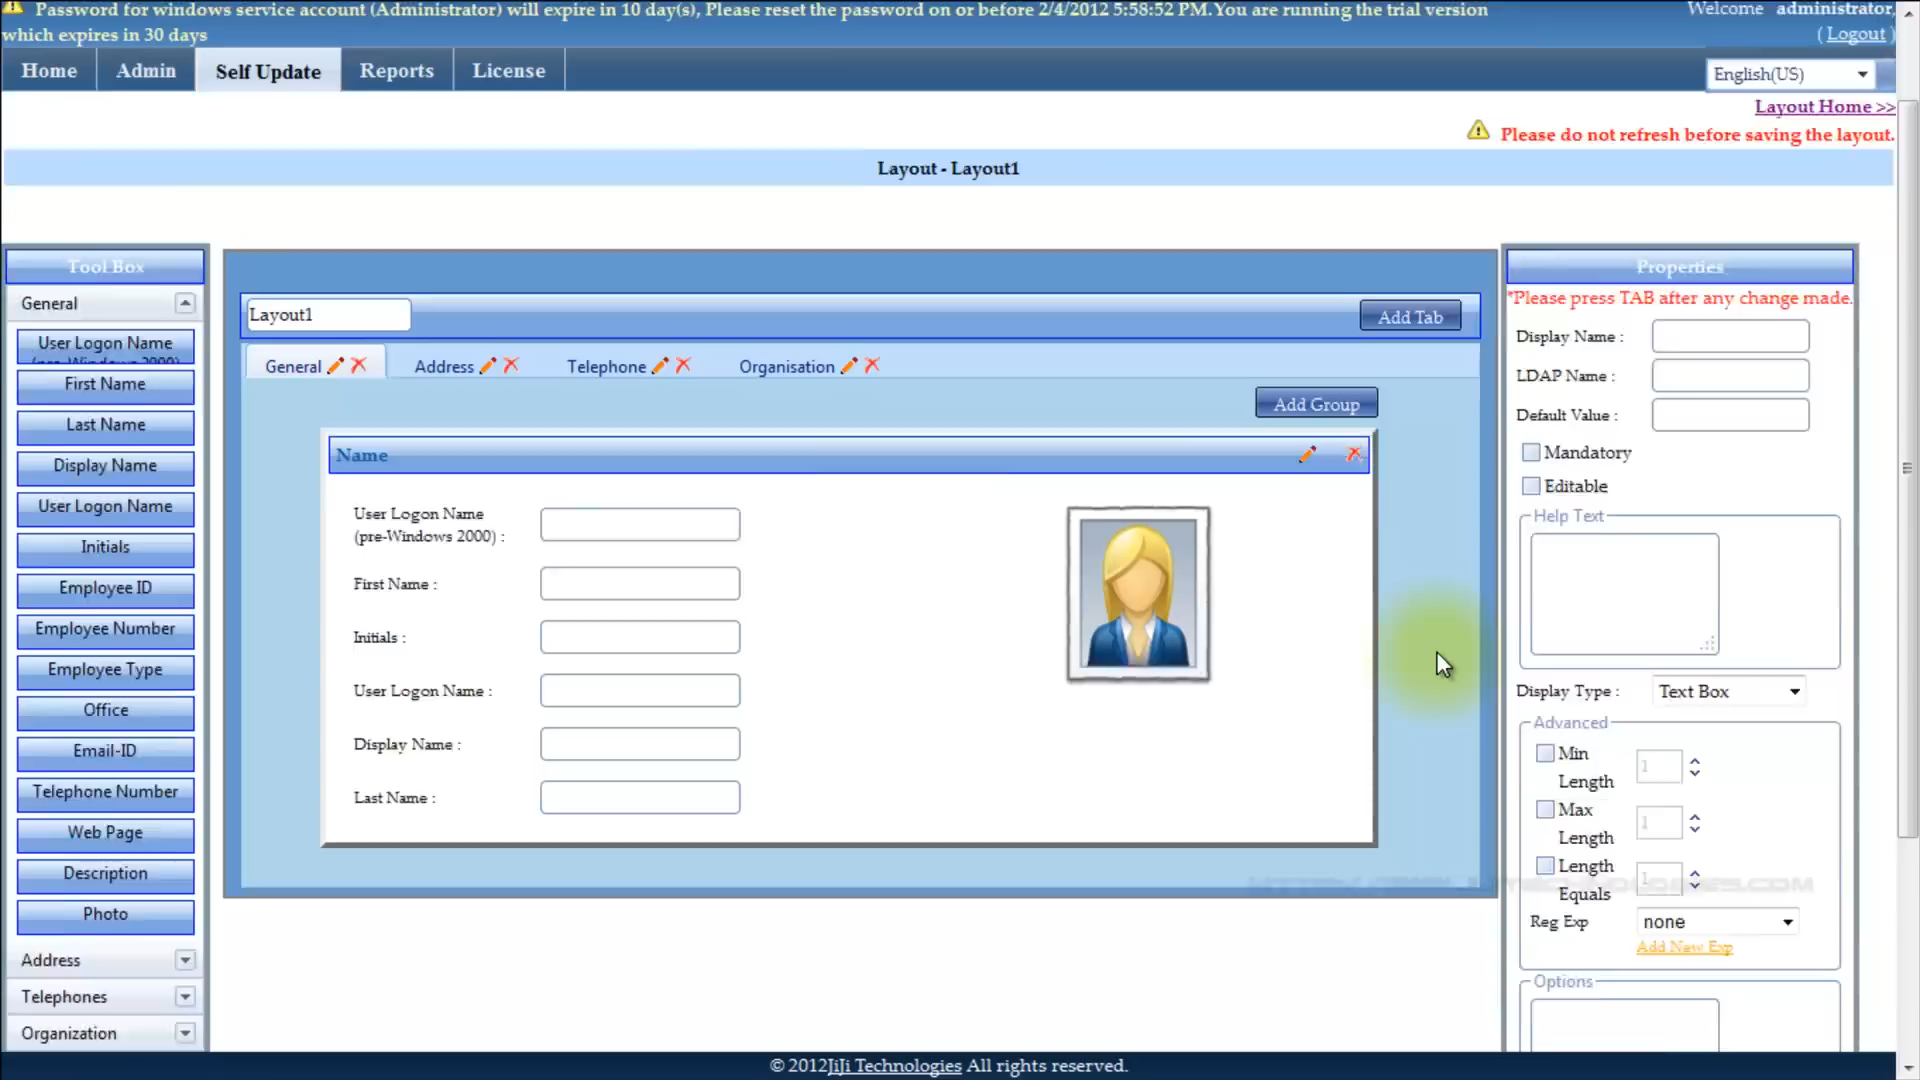 Password for windows service account (Administrator) will expire in 10 day(s), Please reset the password on or before 2/4/2012 5:58:52 PM.You are running the trial version
which expires in 30 days
Welcome administrator,
( Logout )
Home
Admin
Self Update
Reports
License
English(US)
Layout Home >>
Please do not refresh before saving the layout.
Layout - Layout1
Tool Box
General
User Logon Name
(pre-Windows 2000)
First Name
Last Name
Display Name
User Logon Name
Initials
Employee ID
Employee Number
Employee Type
Office
Email-ID
Telephone Number
Web Page
Description
Photo
Address
Telephones
Organization
Layout1
Add Tab
General
Address
Telephone
Organisation
Add Group
Name
User Logon Name
(pre-Windows 2000) :
First Name :
Initials :
User Logon Name :
Display Name :
Last Name :
Properties
*Please press TAB after any change made.
Display Name :
LDAP Name :
Default Value :
Mandatory
Editable
Help Text
Display Type :
Text Box
Advanced
Min
Length
1
Max
Length
1
Length
Equals
1
Reg Exp
none
Add New Exp
Options
© 2012JiJi Technologies All rights reserved.